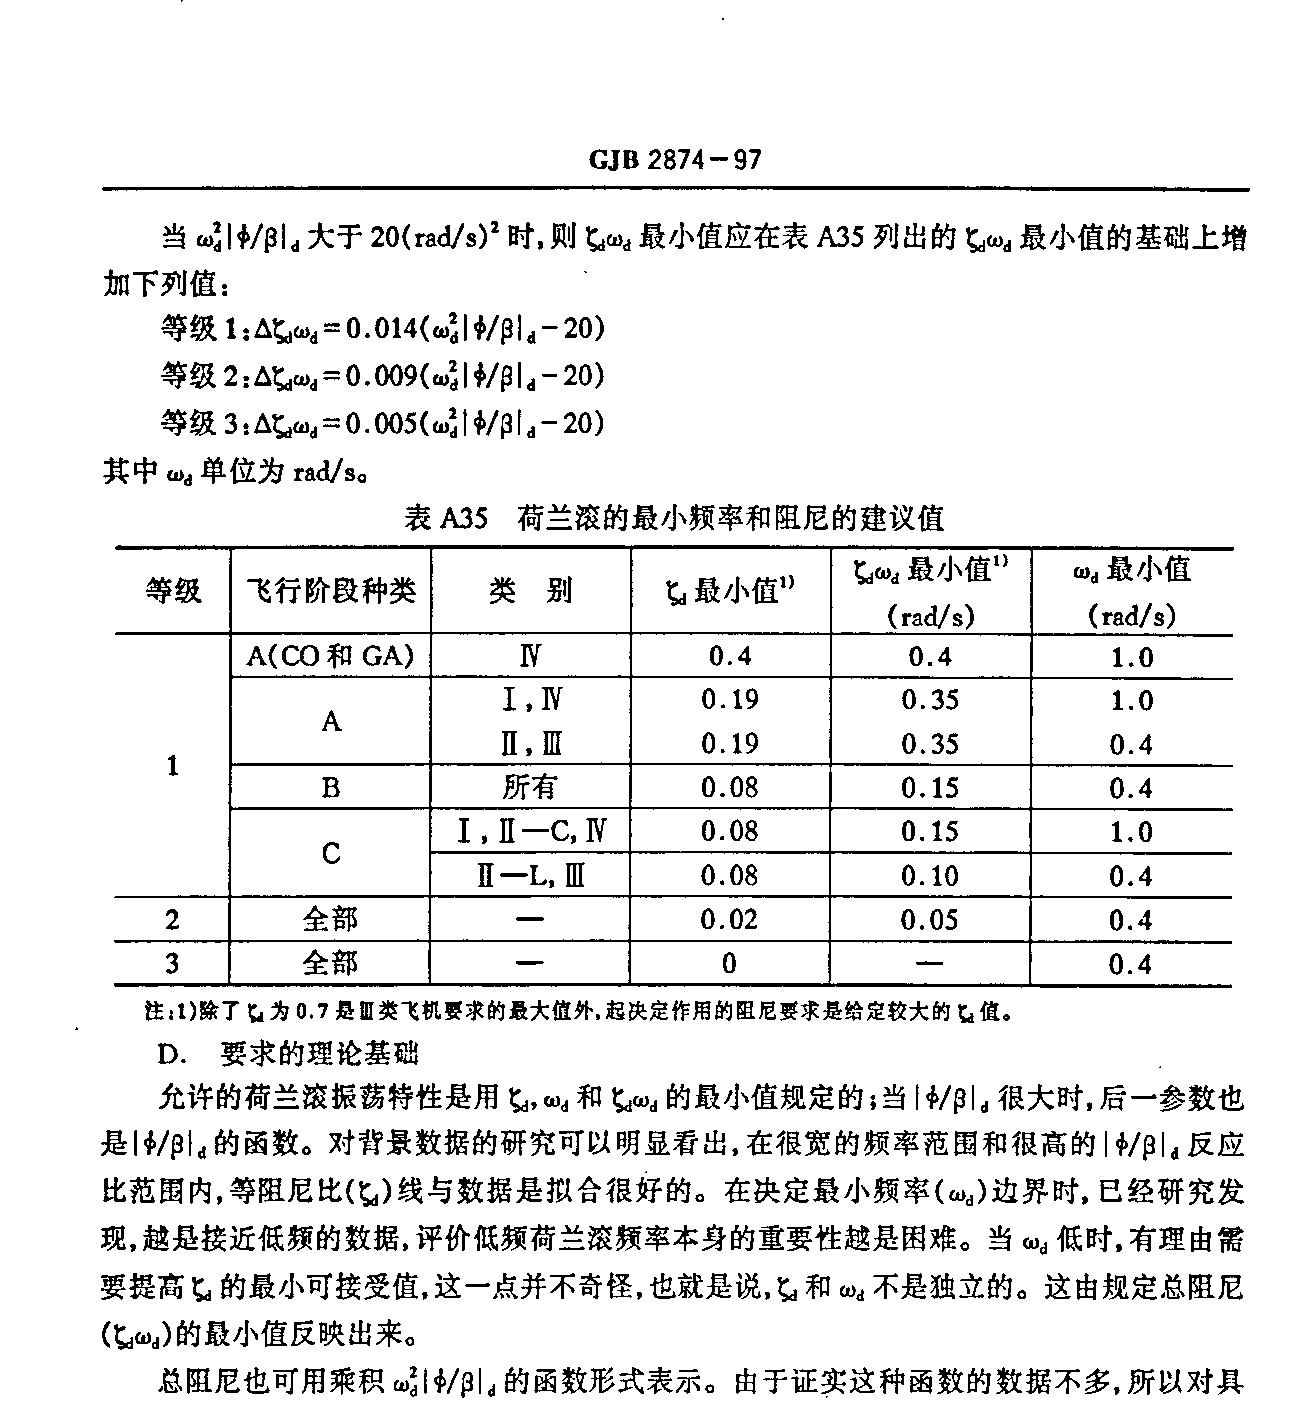 GJB 2874－97
当 ω²d|ϕ/β|d 大于 20(rad/s)² 时,则 ζdωd 最小值应在表 A35 列出的 ζdωd 最小值的基础上增
加下列值：
等级 1:Δζdωd＝0.014(ω²d|ϕ/β|d－20)
等级 2:Δζdωd＝0.009(ω²d|ϕ/β|d－20)
等级 3:Δζdωd＝0.005(ω²d|ϕ/β|d－20)
其中 ωd 单位为 rad/s。
表 A35 荷兰滚的最小频率和阻尼的建议值
等级 飞行阶段种类 类 别 ζd 最小值¹⁾ ζdωd 最小值¹⁾ (rad/s) ωd 最小值 (rad/s)
1 A(CO 和 GA) Ⅳ 0.4 0.4 1.0
A Ⅰ,Ⅳ 0.19 0.35 1.0
Ⅱ,Ⅲ 0.19 0.35 0.4
B 所有 0.08 0.15 0.4
C Ⅰ,Ⅱ—C,Ⅳ 0.08 0.15 1.0
Ⅱ—L,Ⅲ 0.08 0.10 0.4
2 全部 — 0.02 0.05 0.4
3 全部 — 0 — 0.4
注:1)除了 ζd 为 0.7 是Ⅲ类飞机要求的最大值外,起决定作用的阻尼要求是给定较大的 ζd 值。
D. 要求的理论基础
允许的荷兰滚振荡特性是用 ζd, ωd 和 ζdωd 的最小值规定的;当|ϕ/β|d 很大时,后一参数也
是|ϕ/β|d 的函数。对背景数据的研究可以明显看出,在很宽的频率范围和很高的|ϕ/β|d 反应
比范围内,等阻尼比(ζd)线与数据是拟合很好的。在决定最小频率(ωd)边界时,已经研究发
现,越是接近低频的数据,评价低频荷兰滚频率本身的重要性越是困难。当 ωd 低时,有理由需
要提高 ζd 的最小可接受值,这一点并不奇怪,也就是说,ζd 和 ωd 不是独立的。这由规定总阻尼
(ζdωd)的最小值反映出来。
总阻尼也可用乘积 ω²d|ϕ/β|d 的函数形式表示。由于证实这种函数的数据不多,所以对具